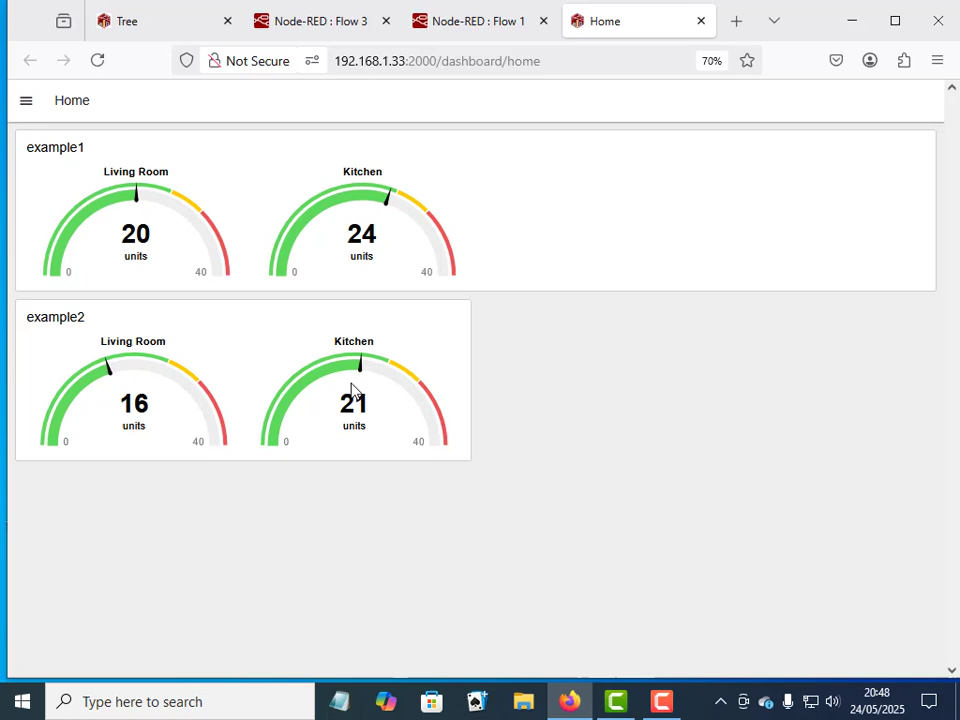 Tree
Node-RED : Flow 3
Node-RED : Flow 1
Home
Not Secure
192.168.1.33:2000/dashboard/home
70%
Home
example1
Living Room
Kitchen
20
24
units
units
0
40
0
40
example2
Living Room
Kitchen
16
21
units
units
0
40
0
40
Type here to search
20:48
24/05/2025